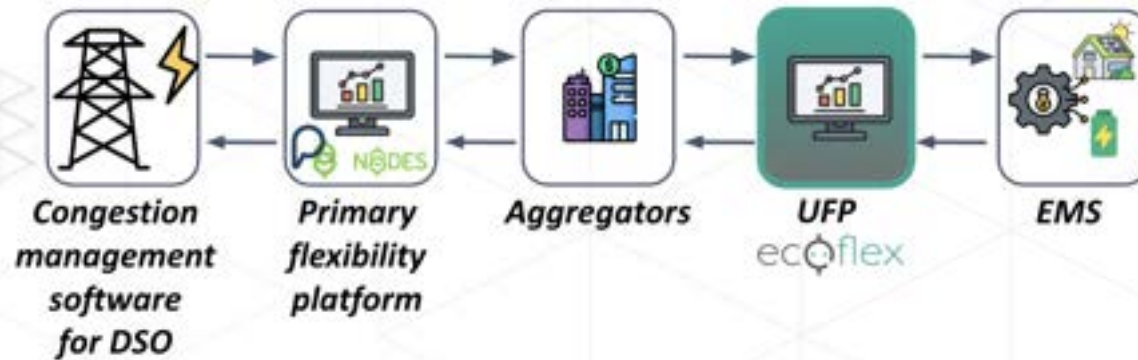 NODES
Congestion
management
software
for DSO
Primary
flexibility
platform
Aggregators
UFP
ecoflex
EMS